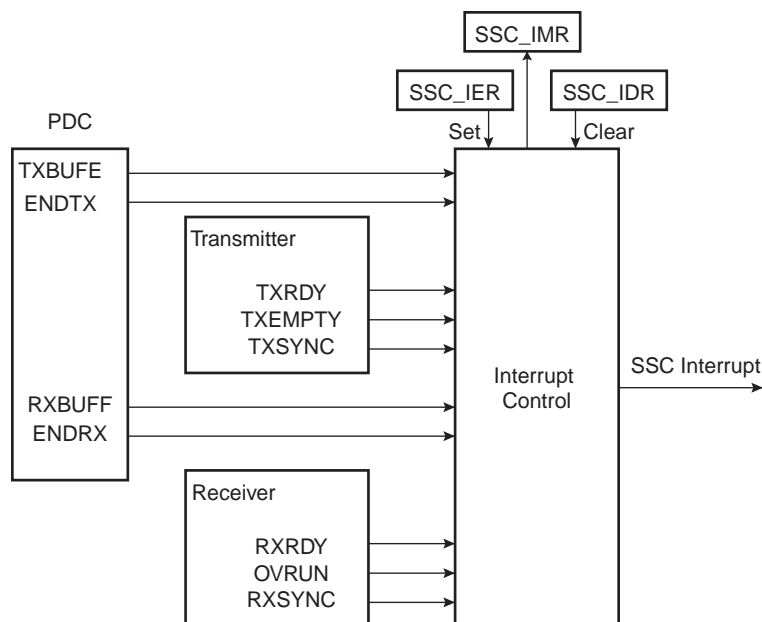 SSC_IMR
SSC_IER
SSC_IDR
PDC
Set
Clear
TXBUFE
ENDTX
Transmitter
TXRDY
TXEMPTY
TXSYNC
RXBUFF
ENDRX
Receiver
RXRDY
OVRUN
RXSYNC
Interrupt
Control
SSC Interrupt